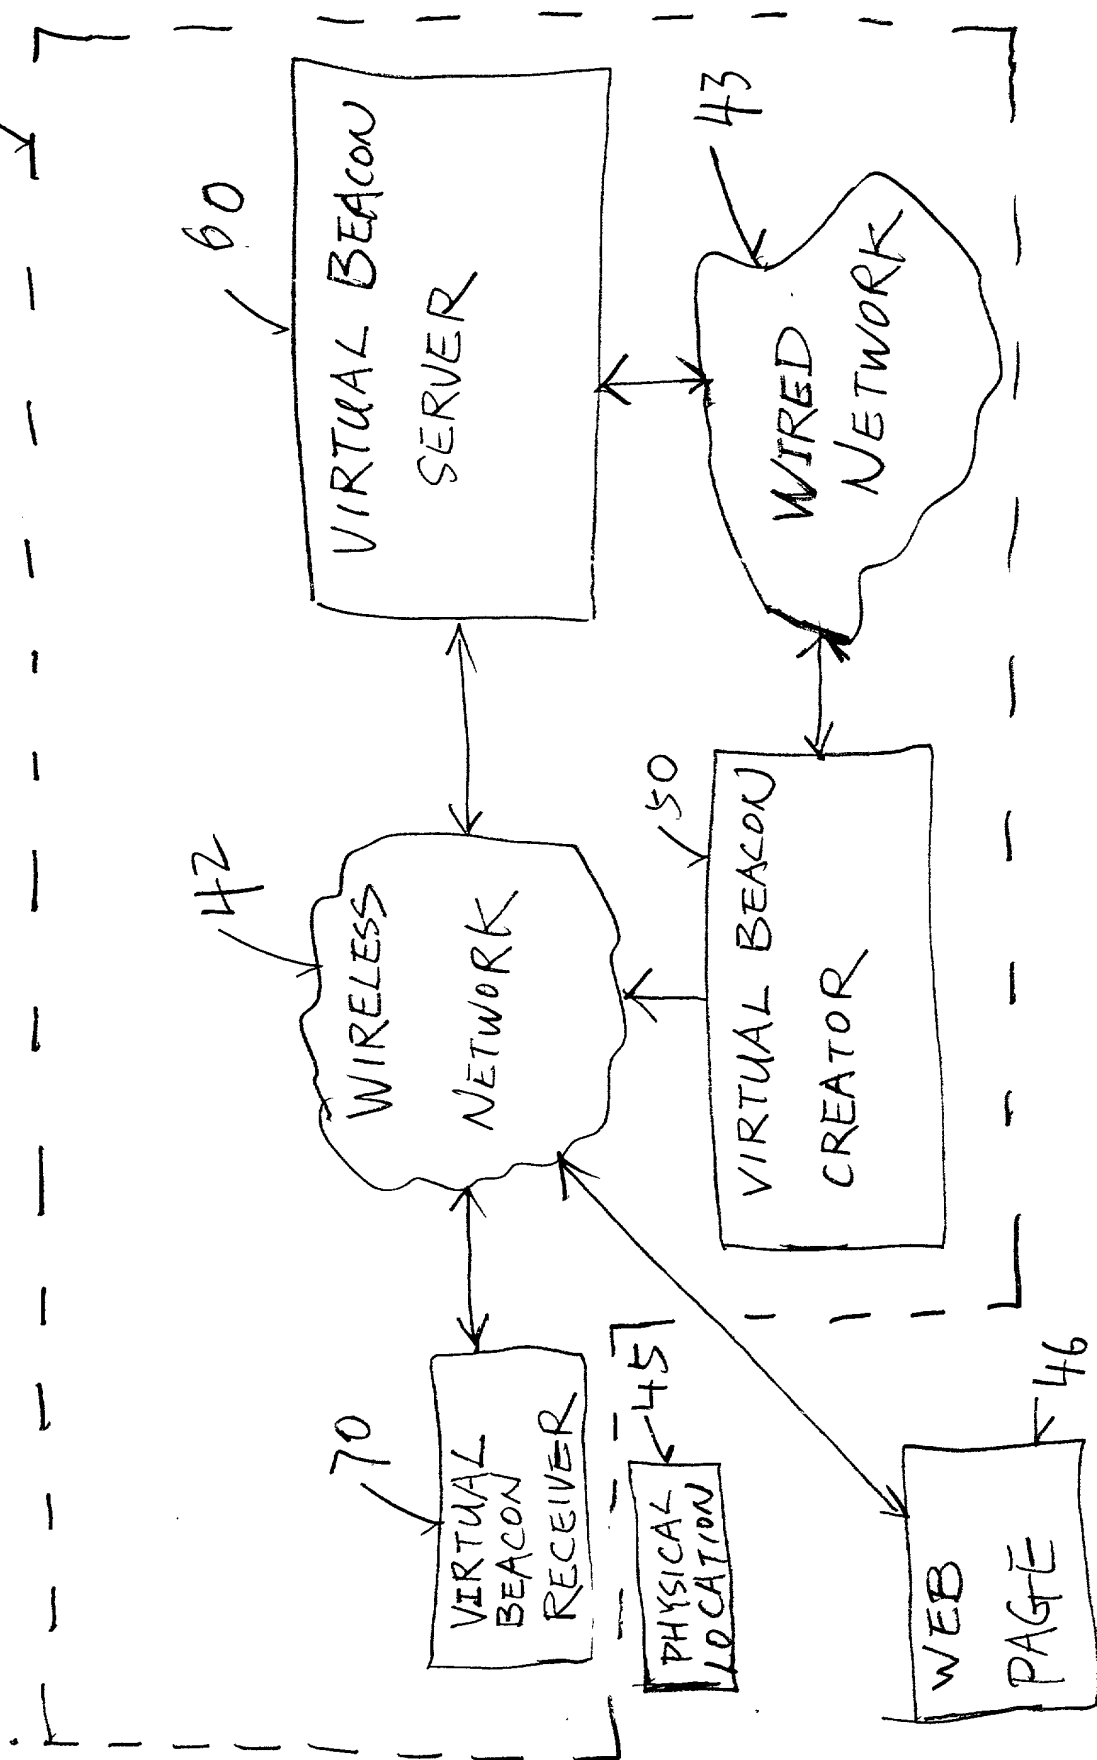 60
VIRTUAL BEACON
SERVER
43
WIRED
NETWORK
42
WIRELESS
NETWORK
50
VIRTUAL BEACON
CREATOR
70
VIRTUAL
BEACON
RECEIVER
45
PHYSICAL
LOCATION
46
WEB
PAGE